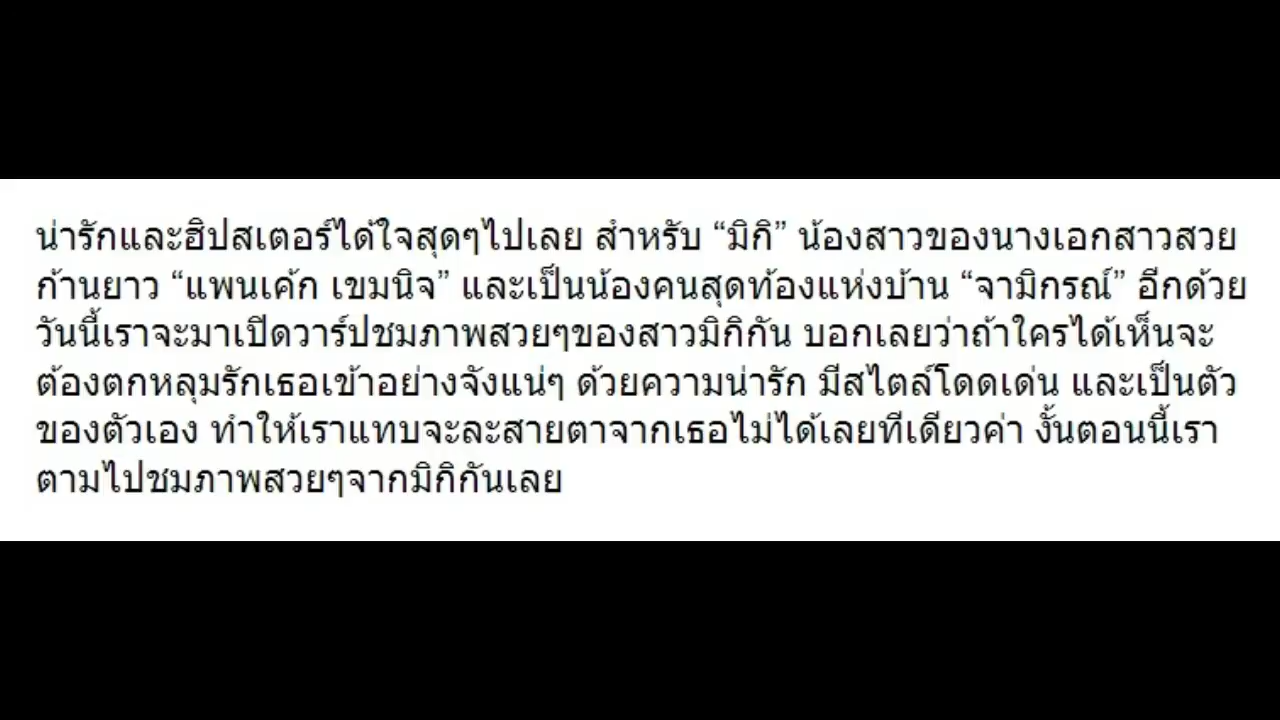 น่ารักและฮิปสเตอร์ได้ใจสุดๆไปเลย สำหรับ “มิกิ” น้องสาวของนางเอกสาวสวย
ก้านยาว “แพนเค้ก เขมนิจ” และเป็นน้องคนสุดท้องแห่งบ้าน “จามิกรณ์” อีกด้วย
วันนี้เราจะมาเปิดวาร์ปชมภาพสวยๆของสาวมิกิกัน บอกเลยว่าถ้าใครได้เห็นจะ
ต้องตกหลุมรักเธอเข้าอย่างจังแน่ๆ ด้วยความน่ารัก มีสไตล์โดดเด่น และเป็นตัว
ของตัวเอง ทำให้เราแทบจะละสายตาจากเธอไม่ได้เลยทีเดียวค่า งั้นตอนนี้เรา
ตามไปชมภาพสวยๆจากมิกิกันเลย